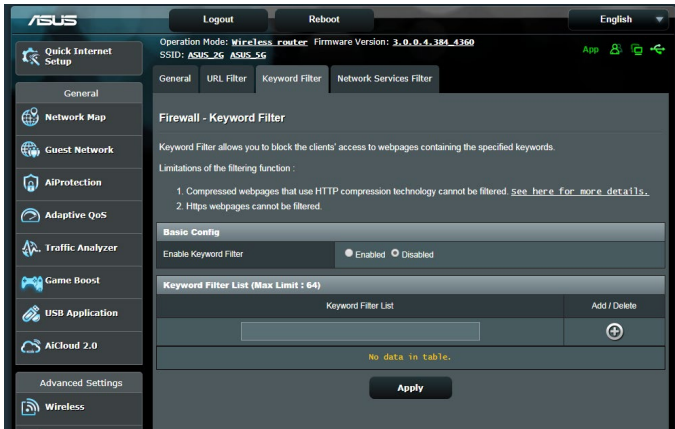 ASUS
Logout
Reboot
English
Quick Internet Setup
Operation Mode: Wireless router Firmware Version: 3.0.0.4.384_4360
SSID: ASUS_2G ASUS_5G
App
General
URL Filter
Keyword Filter
Network Services Filter
General
Network Map
Guest Network
AiProtection
Adaptive QoS
Traffic Analyzer
Game Boost
USB Application
AiCloud 2.0
Advanced Settings
Wireless
Firewall - Keyword Filter
Keyword Filter allows you to block the clients' access to webpages containing the specified keywords.
Limitations of the filtering function :
1. Compressed webpages that use HTTP compression technology cannot be filtered. See here for more details.
2. Https webpages cannot be filtered.
Basic Config
Enable Keyword Filter
Enabled Disabled
Keyword Filter List (Max Limit : 64)
Keyword Filter List
Add / Delete
No data in table.
Apply